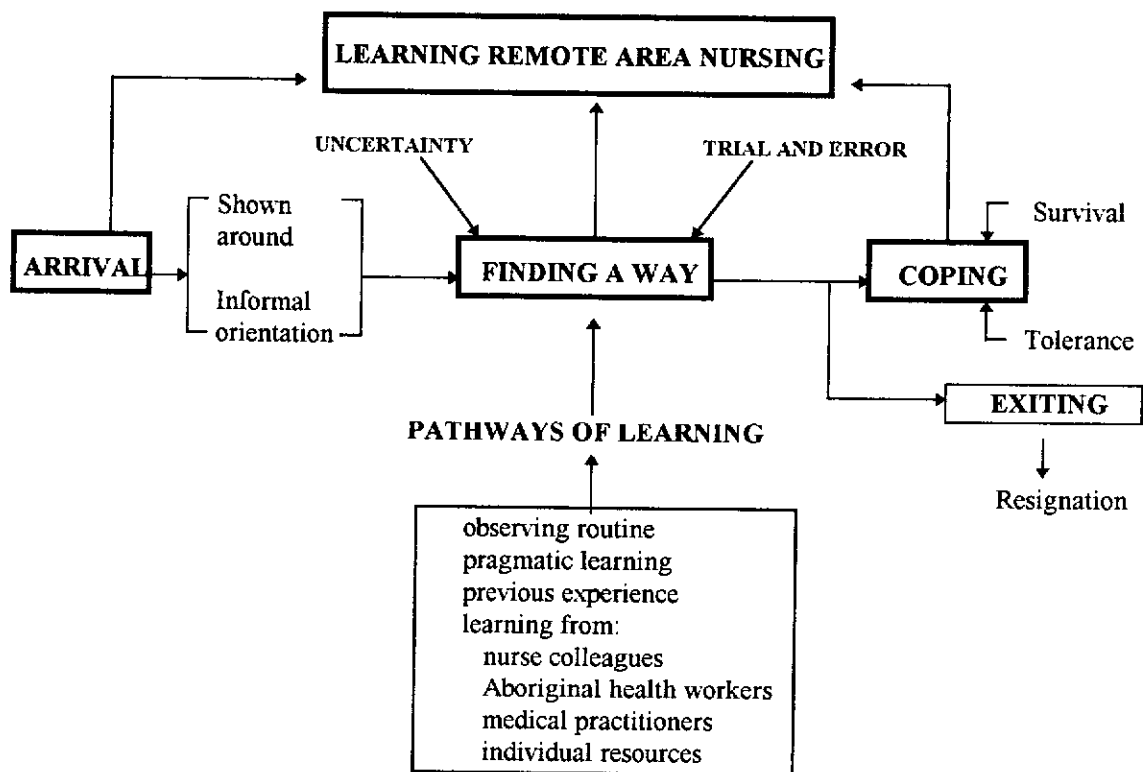 LEARNING REMOTE AREA NURSING
UNCERTAINTY
TRIAL AND ERROR
ARRIVAL
Shown
around
Informal
orientation
FINDING A WAY
COPING
Survival
Tolerance
EXITING
Resignation
PATHWAYS OF LEARNING
observing routine
pragmatic learning
previous experience
learning from:
nurse colleagues
Aboriginal health workers
medical practitioners
individual resources